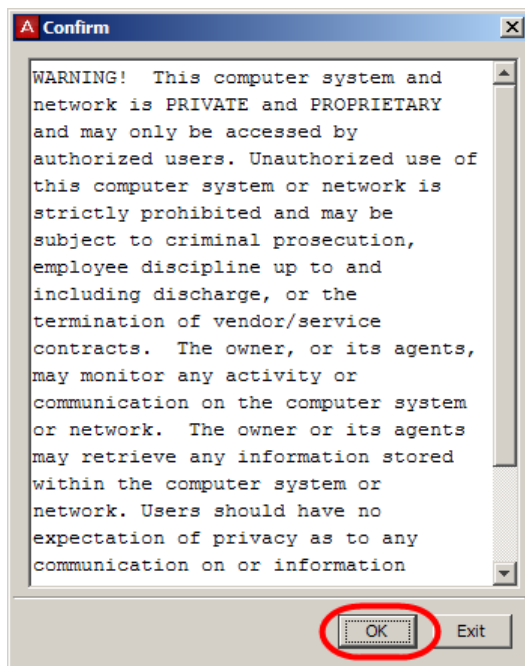 Confirm
WARNING!  This computer system and
network is PRIVATE and PROPRIETARY
and may only be accessed by
authorized users. Unauthorized use of
this computer system or network is
strictly prohibited and may be
subject to criminal prosecution,
employee discipline up to and
including discharge, or the
termination of vendor/service
contracts.  The owner, or its agents,
may monitor any activity or
communication on the computer system
or network.  The owner or its agents
may retrieve any information stored
within the computer system or
network. Users should have no
expectation of privacy as to any
communication on or information
OK Exit